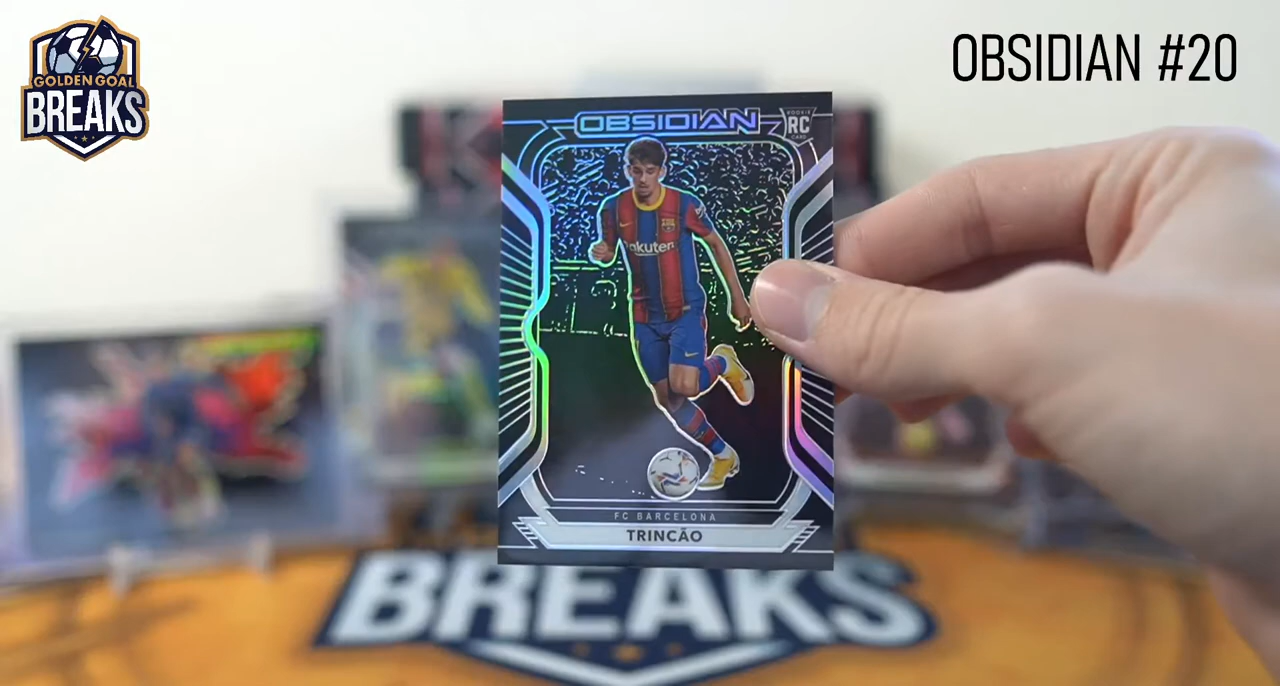 GOLDEN GOAL
BREAKS
OBSIDIAN #20
OBSIDIAN
ROOKIE
RC
CARD
Rakuten
FC BARCELONA
TRINCÃO
BREAKS